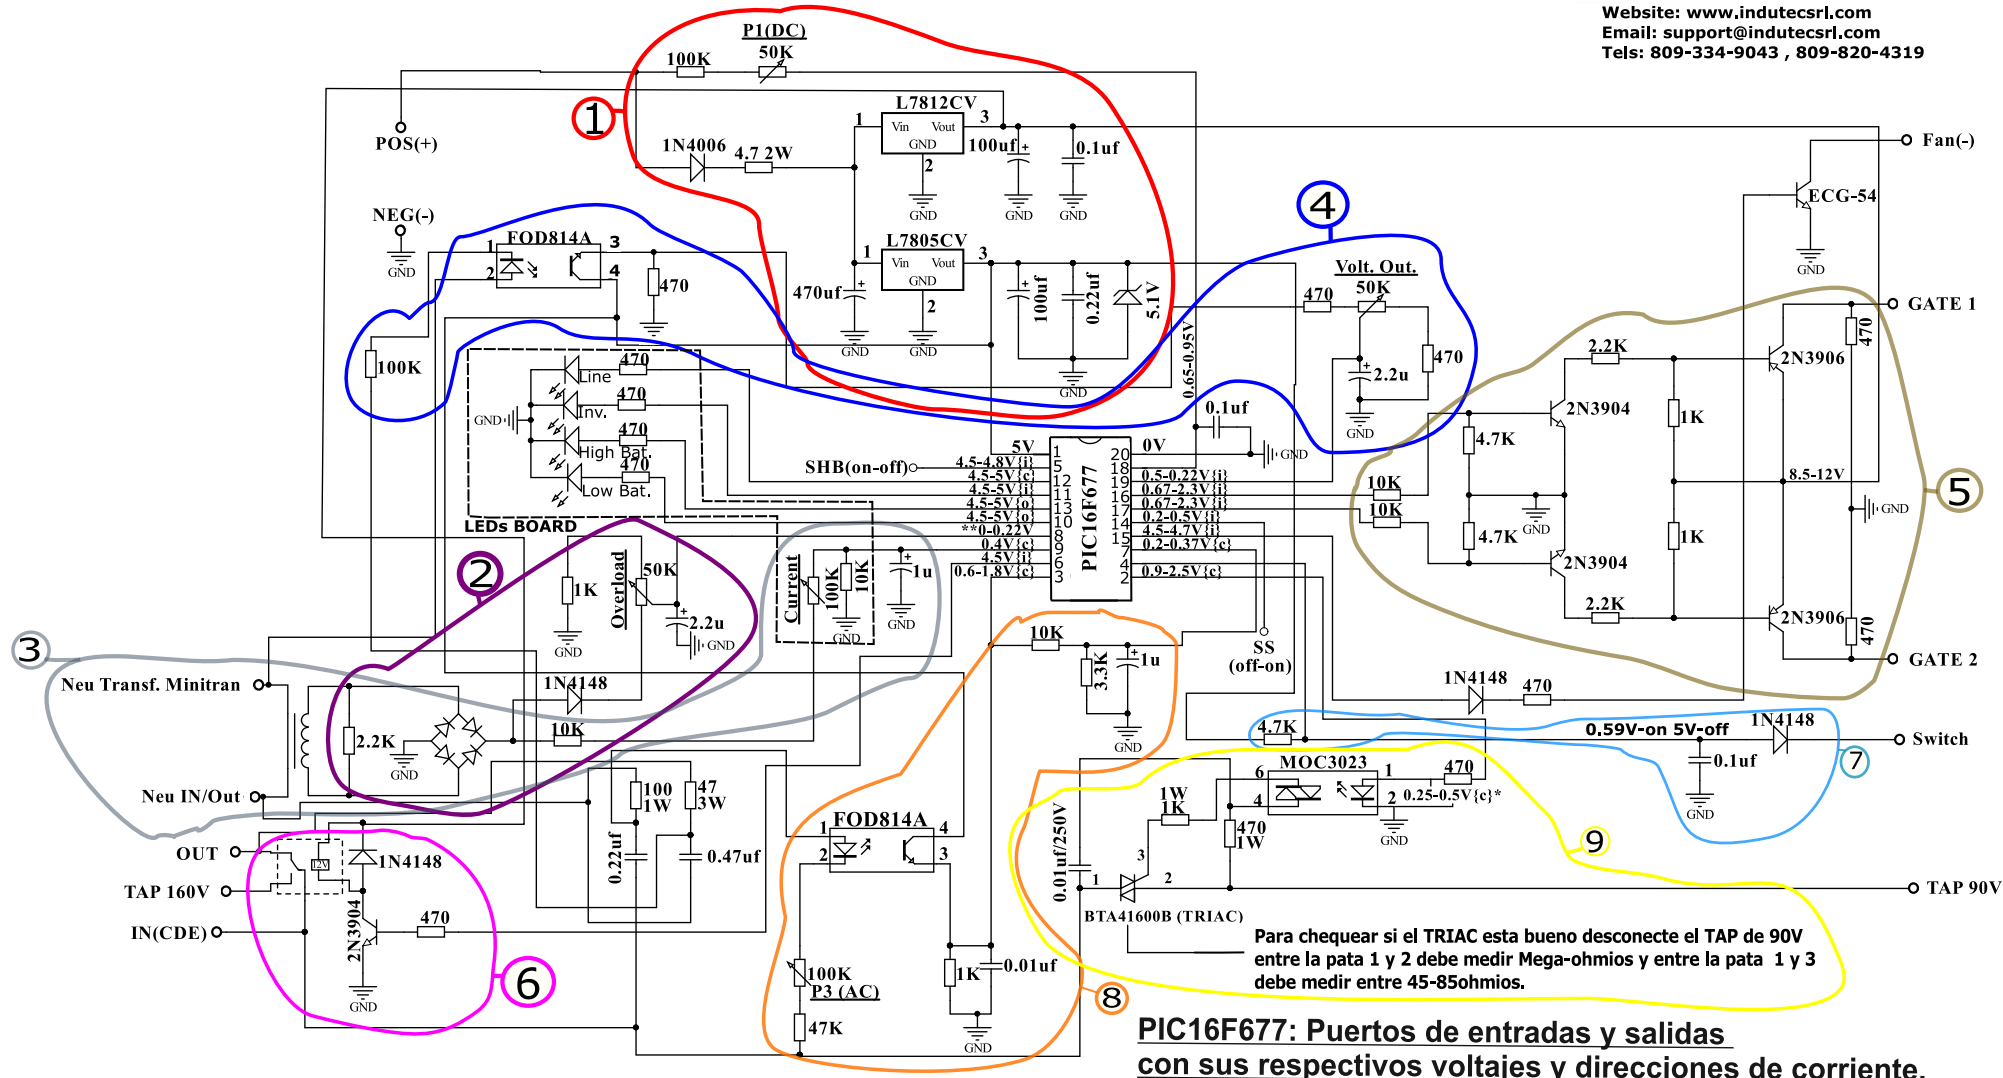 Website: www.indutecsrl.com
Email: support@indutecsrl.com
Tels: 809-334-9043 , 809-820-4319
P1(DC)
50K
100K
1
POS(+)
1N4006
4.7 2W
L7812CV
1 Vin Vout 3
GND
2
GND
100uf
GND
0.1uf
GND
Fan(-)
ECG-54
GND
NEG(-)
GND
FOD814A
1 3
2 4
470
L7805CV
1 Vin Vout 3
GND
2
GND
470uf
GND
100uf
0.22uf
5.1V
GND
4
Volt. Out.
50K
470
470
2.2u
GND
GND
0.65-0.95V
0.1uf
GND
100K
470
Line
470
Inv.
470
High Bat.
470
Low Bat.
GND
LEDs BOARD
SHB(on-off)
PIC16F677
5V 1
4.5-4.8V{i} 5
4.5-5V{c} 12
4.5-5V{i} 11
4.5-5V{o} 13
4.5-5V{o} 10
**0-0.22V 8
0.4V{c} 9
4.5V{i} 6
0.6-1.8V{c} 3
20 0V
18
19 0.5-0.22V{i}
16 0.67-2.3V{i}
17 0.67-2.3V{i}
14 0.2-0.5V{i}
15 4.5-4.7V{i}
7 0.2-0.37V{c}
4
2 0.9-2.5V{c}
GATE 1
470
2N3906
2.2K
2N3904
1K
4.7K
10K
10K
GND
4.7K
1K
8.5-12V
GND
5
2N3904
2.2K
2N3906
470
GATE 2
2
1K
GND
Overload
50K
2.2u
GND
Current
100K
10K
GND
1u
GND
3
Neu Transf. Minitran
2.2K
GND
1N4148
10K
Neu IN/Out
100
1W
47
3W
0.22uf
0.47uf
OUT
12V
1N4148
TAP 160V
IN(CDE)
2N3904
470
GND
6
10K
3.3K
1u
GND
SS
(off-on)
1N4148
470
4.7K
0.59V-on 5V-off
1N4148
Switch
0.1uf
GND
7
FOD814A
1 4
2 3
100K
P3 (AC)
47K
1K
0.01uf
GND
8
MOC3023
6 1
4 2
470
0.25-0.5V{c}*
GND
1W
1K
470
1W
0.01uf/250V
3
1 2
BTA41600B (TRIAC)
9
TAP 90V
Para chequear si el TRIAC esta bueno desconecte el TAP de 90V
entre la pata 1 y 2 debe medir Mega-ohmios y entre la pata 1 y 3
debe medir entre 45-85ohmios.
PIC16F677: Puertos de entradas y salidas
con sus respectivos voltajes y direcciones de corriente.